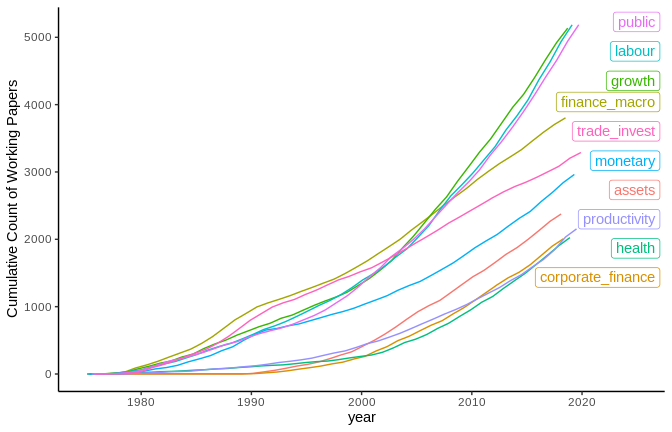 public
5000
labour
growth
4000
finance_macro
trade_invest
monetary
3000
assets
productivity
2000
health
corporate_finance
1000
0
Cumulative Count of Working Papers
1980
1990
2000
2010
2020
year